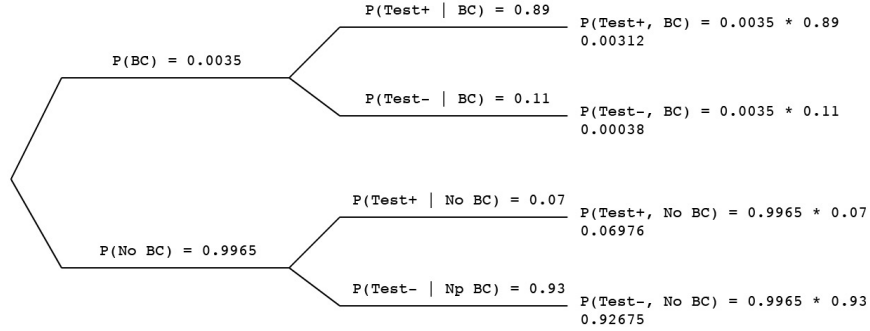 P(Test+ | BC) = 0.89
P(Test+, BC) = 0.0035 * 0.89
0.00312
P(BC) = 0.0035
P(Test- | BC) = 0.11
P(Test-, BC) = 0.0035 * 0.11
0.00038
P(Test+ | No BC) = 0.07
P(Test+, No BC) = 0.9965 * 0.07
0.06976
P(No BC) = 0.9965
P(Test- | Np BC) = 0.93
P(Test-, No BC) = 0.9965 * 0.93
0.92675